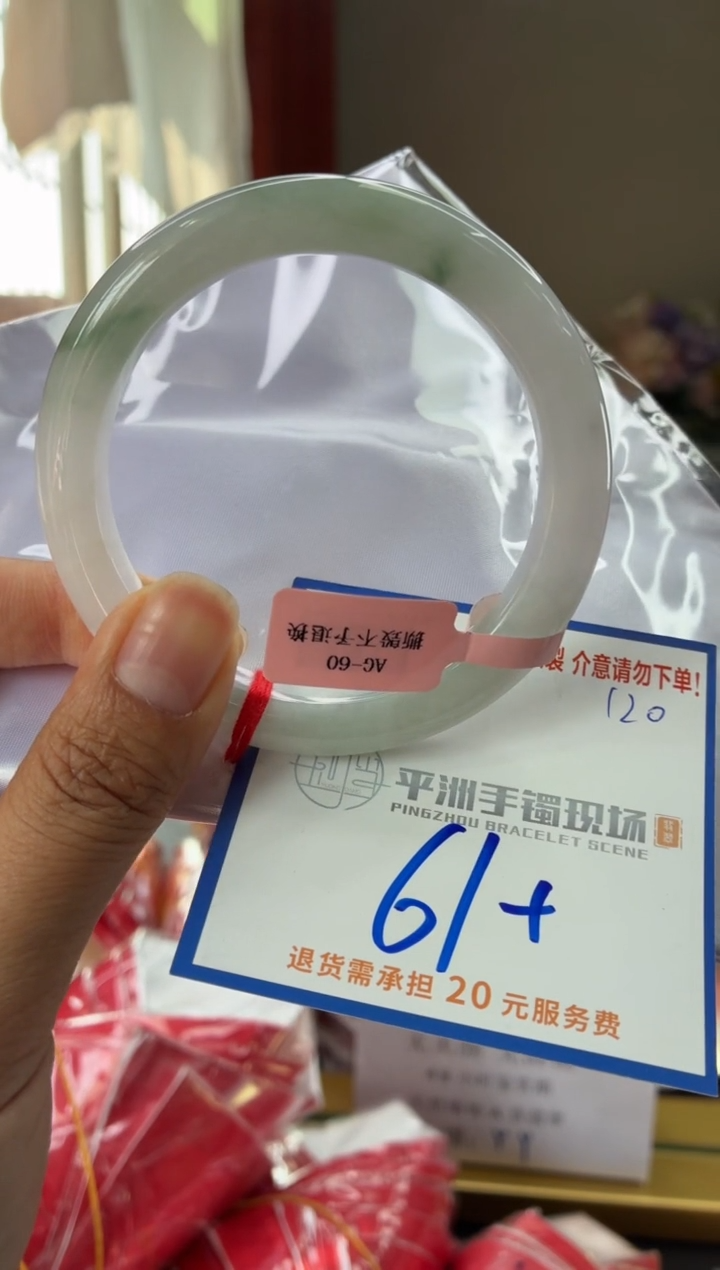 撕毁不予退换
AG-60
裂 介意请勿下单!
120
平洲手镯现场
PINGZHOU BRACELET SCENE
61+
退货需承担 20 元服务费